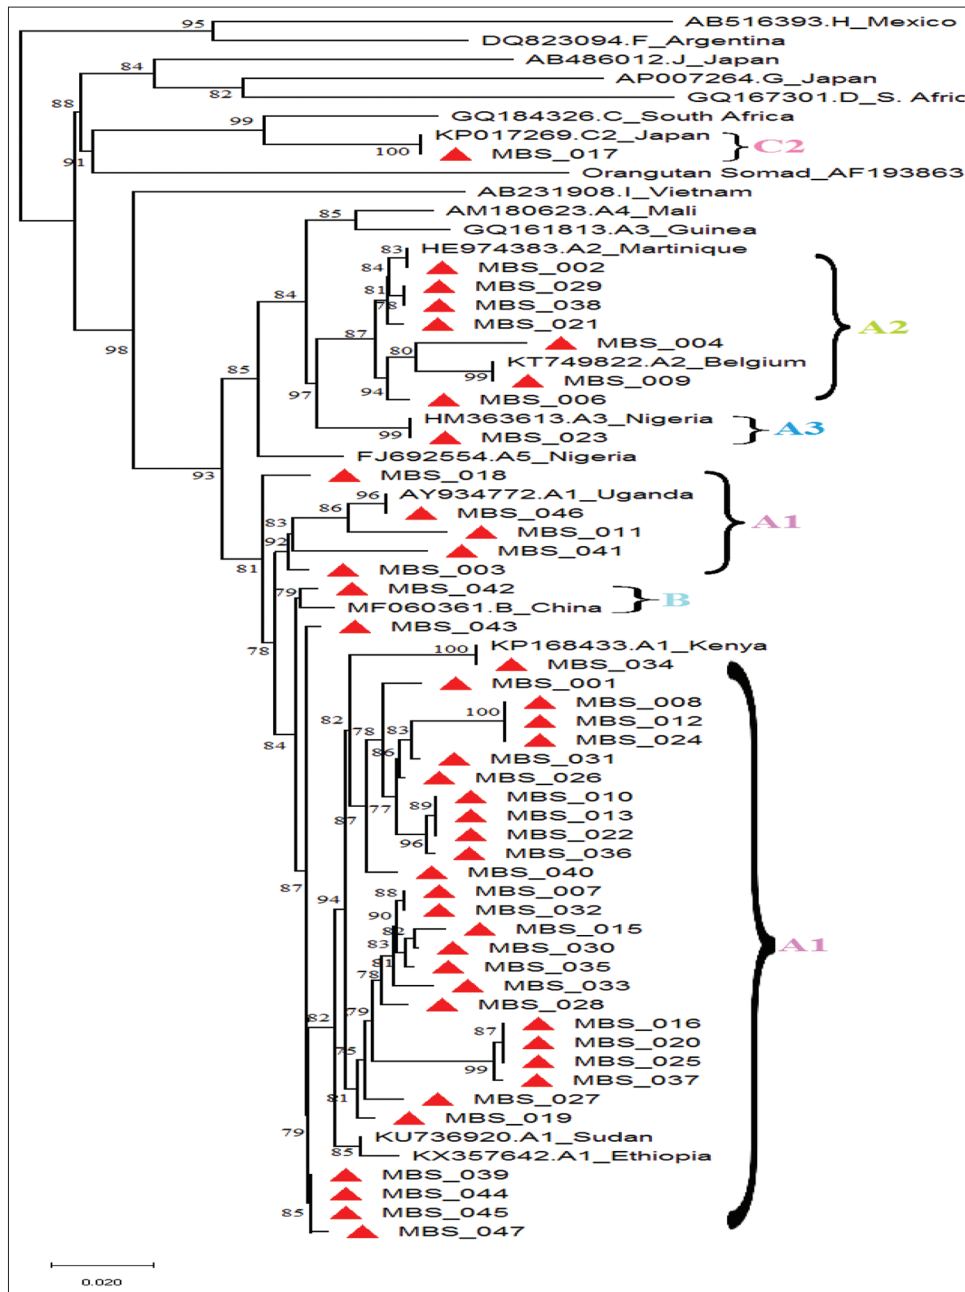 95
AB516393.H_Mexico
DQ823094.F_Argentina
AB486012.J_Japan
84
AP007264.G_Japan
82
GQ167301.D_S. Afric
88
GQ184326.C_South Africa
99
KP017269.C2_Japan
C2
100
MBS_017
91
Orangutan Somad_AF193863
AB231908.I_Vietnam
AM180623.A4_Mali
85
GQ161813.A3_Guinea
83
HE974383.A2_Martinique
84
MBS_002
81
MBS_029
84
78
MBS_038
MBS_021
A2
87
MBS_004
98
80
KT749822.A2_Belgium
85
99
MBS_009
97
94
MBS_006
HM363613.A3_Nigeria
A3
99
MBS_023
FJ692554.A5_Nigeria
93
MBS_018
96
AY934772.A1_Uganda
86
MBS_046
83
A1
MBS_011
92
MBS_041
81
MBS_003
79
MBS_042
B
MF060361.B_China
MBS_043
78
KP168433.A1_Kenya
100
MBS_034
MBS_001
MBS_008
100
82
78
83
MBS_012
84
MBS_024
86
MBS_031
MBS_026
MBS_010
77
89
MBS_013
87
MBS_022
96
MBS_036
87
MBS_040
88
MBS_007
94
90
MBS_032
82
MBS_015
83
MBS_030
A1
81
78
MBS_035
MBS_033
MBS_028
79
82
MBS_016
87
MBS_020
75
MBS_025
99
MBS_037
81
MBS_027
MBS_019
79
KU736920.A1_Sudan
85
KX357642.A1_Ethiopia
MBS_039
MBS_044
85
MBS_045
MBS_047
0.020